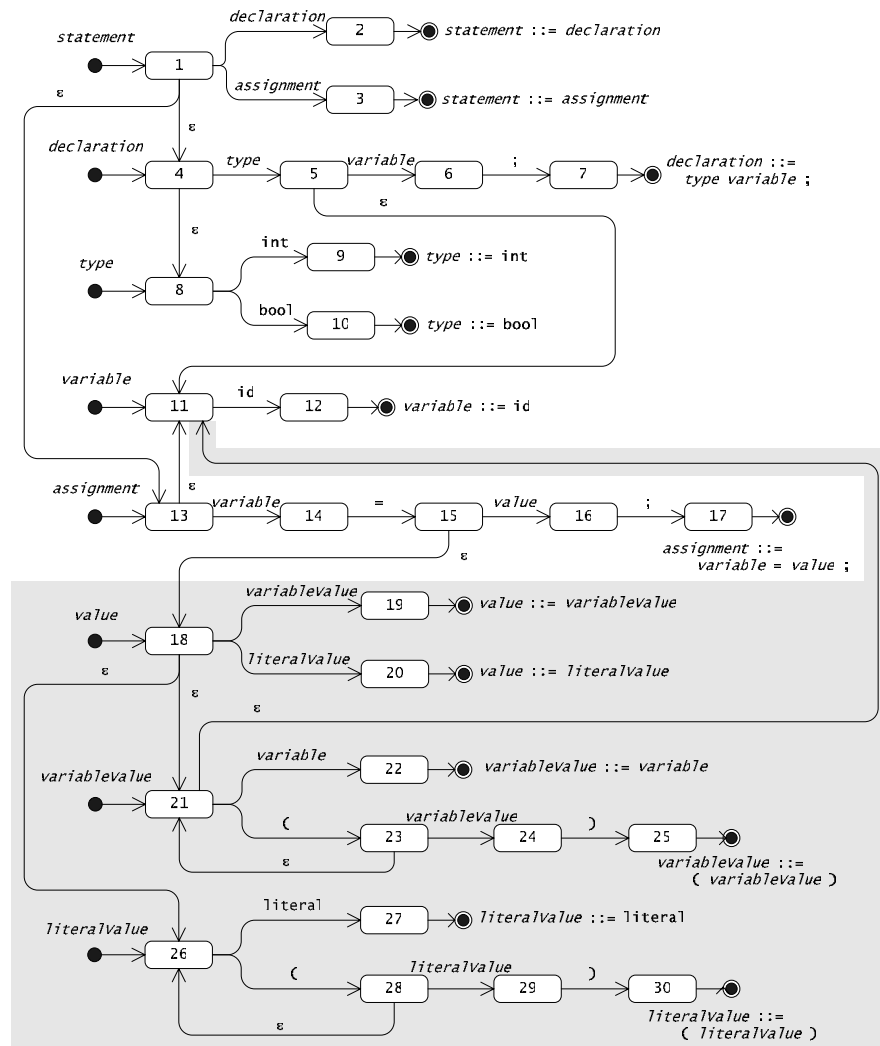 declaration
2
statement ::= declaration
statement
1
ε
assignment
3
statement ::= assignment
ε
declaration
4
type
5
variable
6
;
7
declaration ::=
type variable ;
ε
ε
type
8
int
9
type ::= int
bool
10
type ::= bool
variable
11
id
12
variable ::= id
ε
assignment
13
variable
14
=
15
value
16
;
17
assignment ::=
variable = value ;
ε
value
18
variableValue
19
value ::= variableValue
literalValue
20
value ::= literalValue
ε
ε
ε
variableValue
21
variable
22
variableValue ::= variable
(
23
variableValue
24
)
25
variableValue ::=
( variableValue )
ε
literalValue
26
literal
27
literalValue ::= literal
(
28
literalValue
29
)
30
literalValue ::=
( literalValue )
ε